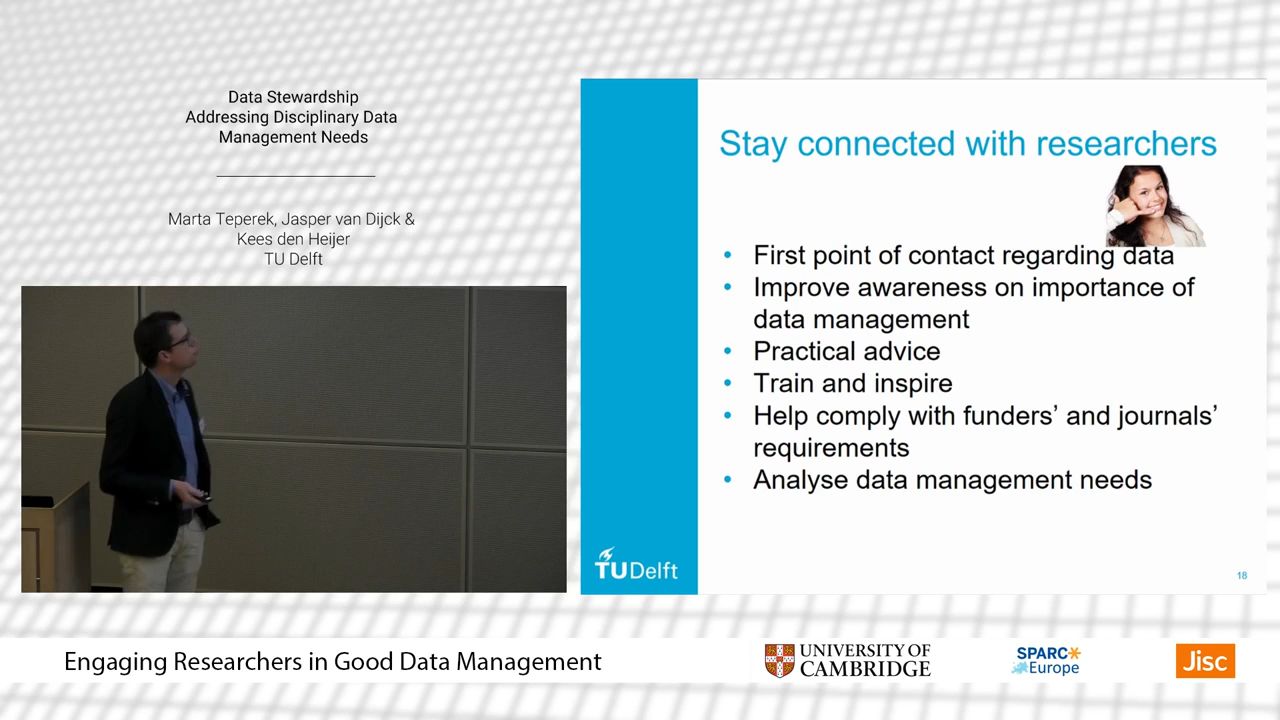 Data Stewardship
Addressing Disciplinary Data
Management Needs
Marta Teperek, Jasper van Dijck &
Kees den Heijer
TU Delft
Stay connected with researchers
• First point of contact regarding data
• Improve awareness on importance of
data management
• Practical advice
• Train and inspire
• Help comply with funders’ and journals’
requirements
• Analyse data management needs
TUDelft
18
Engaging Researchers in Good Data Management
UNIVERSITY OF
CAMBRIDGE
SPARC
Europe
Jisc